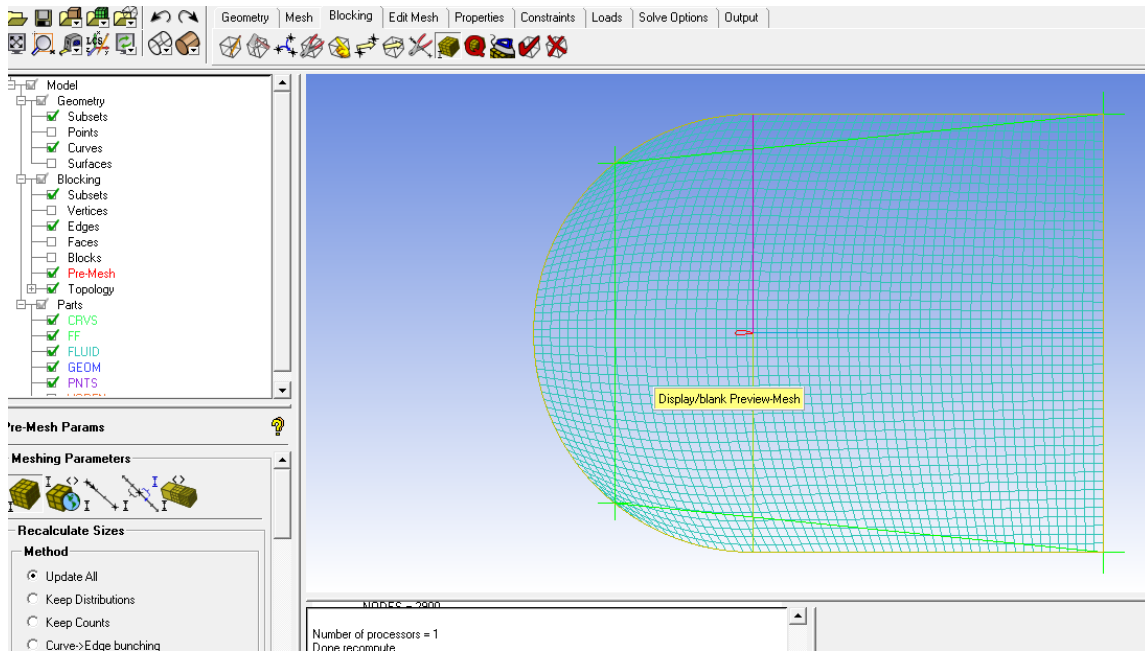 Geometry Mesh Blocking Edit Mesh Properties Constraints Loads Solve Options Output
LCS
Model
Geometry
Subsets
Points
Curves
Surfaces
Blocking
Subsets
Vertices
Edges
Faces
Blocks
Pre-Mesh
Topology
Parts
CRVS
FF
FLUID
GEOM
PNTS
Display/blank Preview-Mesh
Pre-Mesh Params
Meshing Parameters
Recalculate Sizes
Method
Update All
Keep Distributions
Keep Counts
Curve->Edge bunching
NODES = 2900
Number of processors = 1
Done recompute